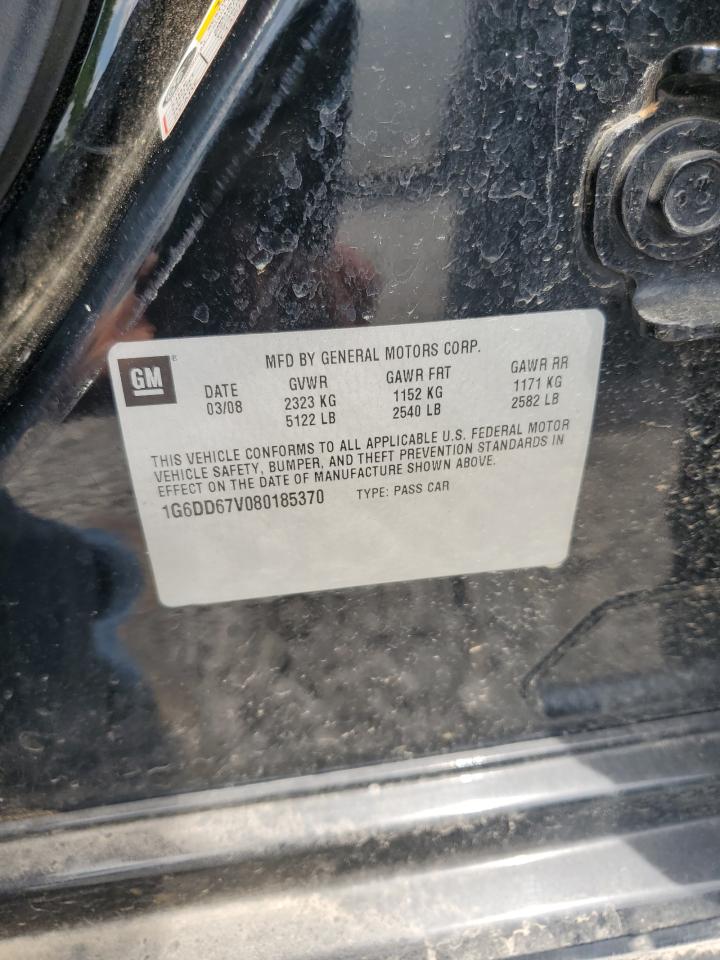 GM
MFD BY GENERAL MOTORS CORP.
DATE GVWR GAWR FRT GAWR RR
03/08 2323 KG 1152 KG 1171 KG
5122 LB 2540 LB 2582 LB
THIS VEHICLE CONFORMS TO ALL APPLICABLE U.S. FEDERAL MOTOR
VEHICLE SAFETY, BUMPER, AND THEFT PREVENTION STANDARDS IN
EFFECT ON THE DATE OF MANUFACTURE SHOWN ABOVE.
1G6DD67V080185370 TYPE: PASS CAR